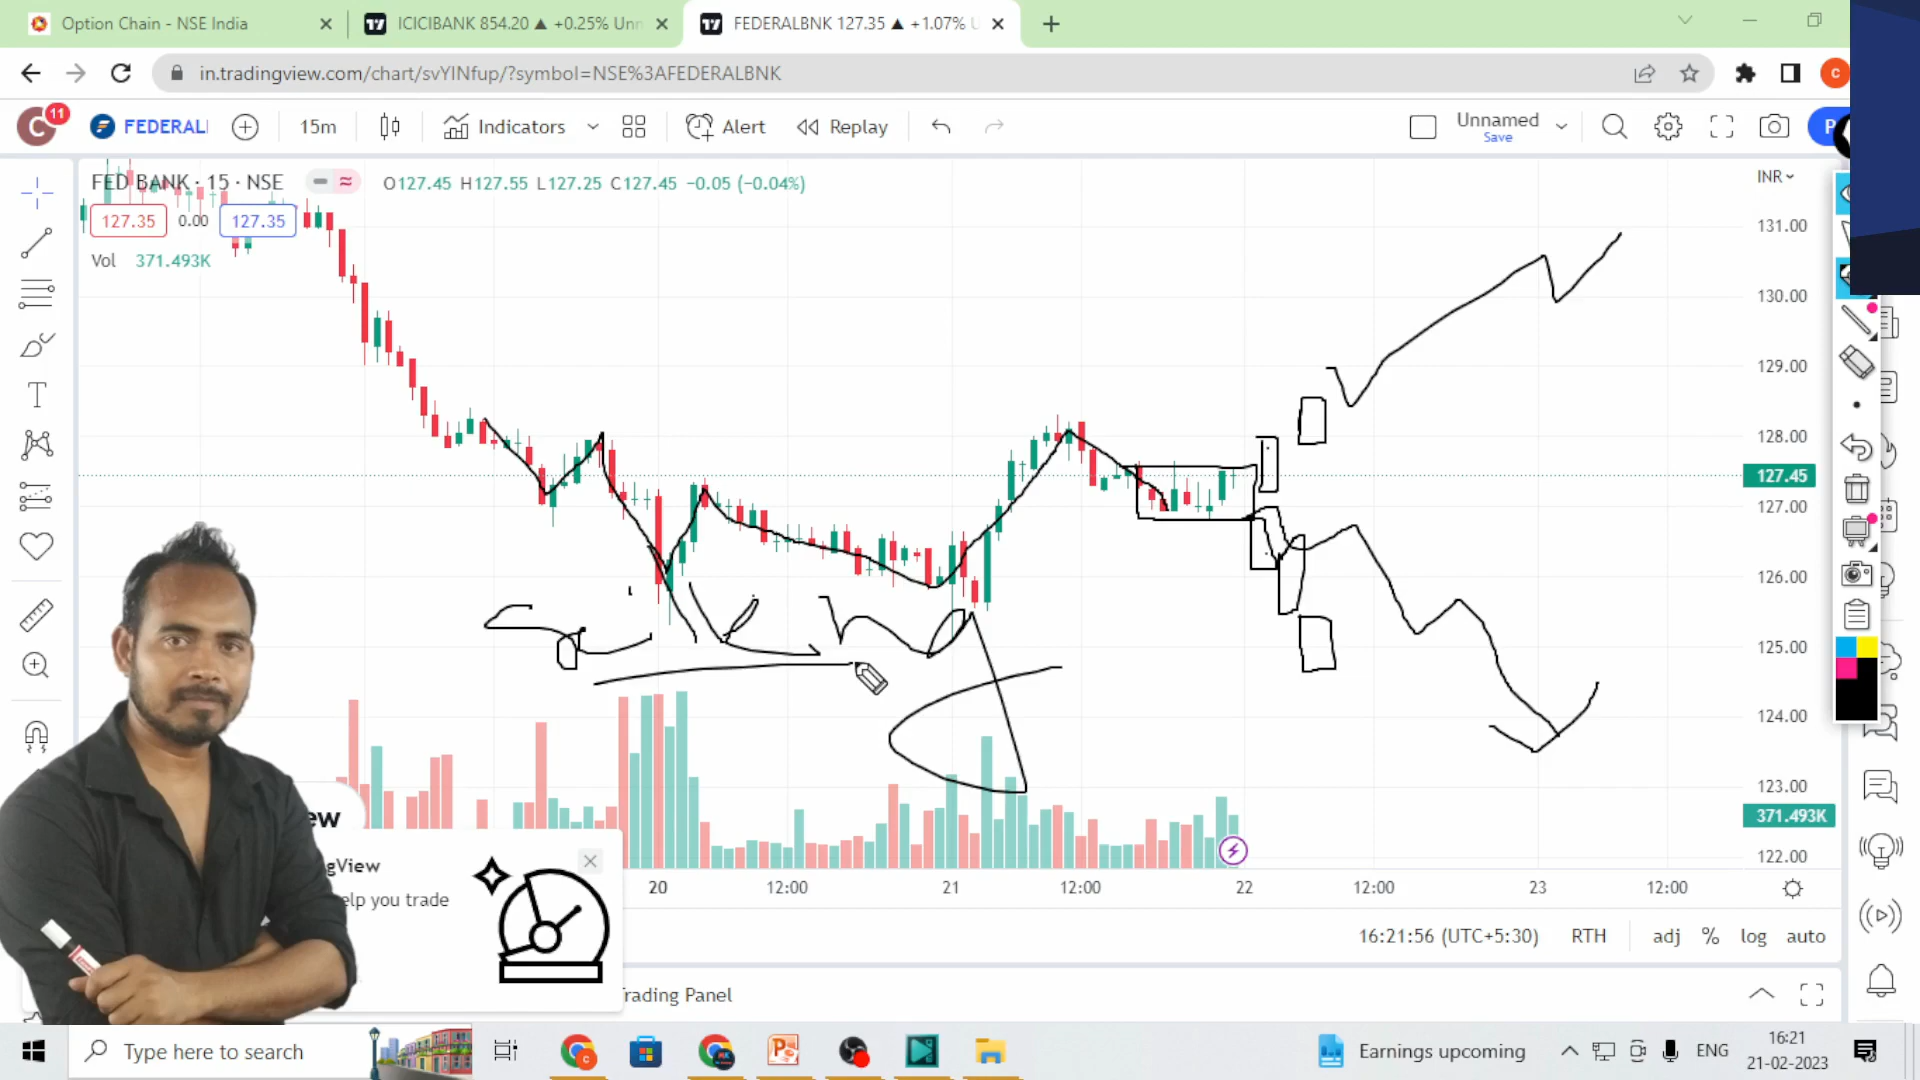 Option Chain - NSE India
ICICIBANK 854.20 ▲ +0.25% Unn
FEDERALBNK 127.35 ▲ +1.07% U
in.tradingview.com/chart/svYINfup/?symbol=NSE%3AFEDERALBNK
C
C
11
FEDERAL
15m
Indicators
Alert
Replay
Unnamed
Save
P
FED BANK · 15 · NSE
O127.45 H127.55 L127.25 C127.45 −0.05 (−0.04%)
INR
127.35
0.00
127.35
Vol 371.493K
131.00
130.00
129.00
128.00
127.45
127.00
126.00
125.00
124.00
123.00
371.493K
122.00
ew
gView
elp you trade
20
12:00
21
12:00
22
12:00
23
12:00
16:21:56 (UTC+5:30)
RTH
adj
%
log
auto
Trading Panel
Type here to search
Earnings upcoming
ENG
16:21
21-02-2023